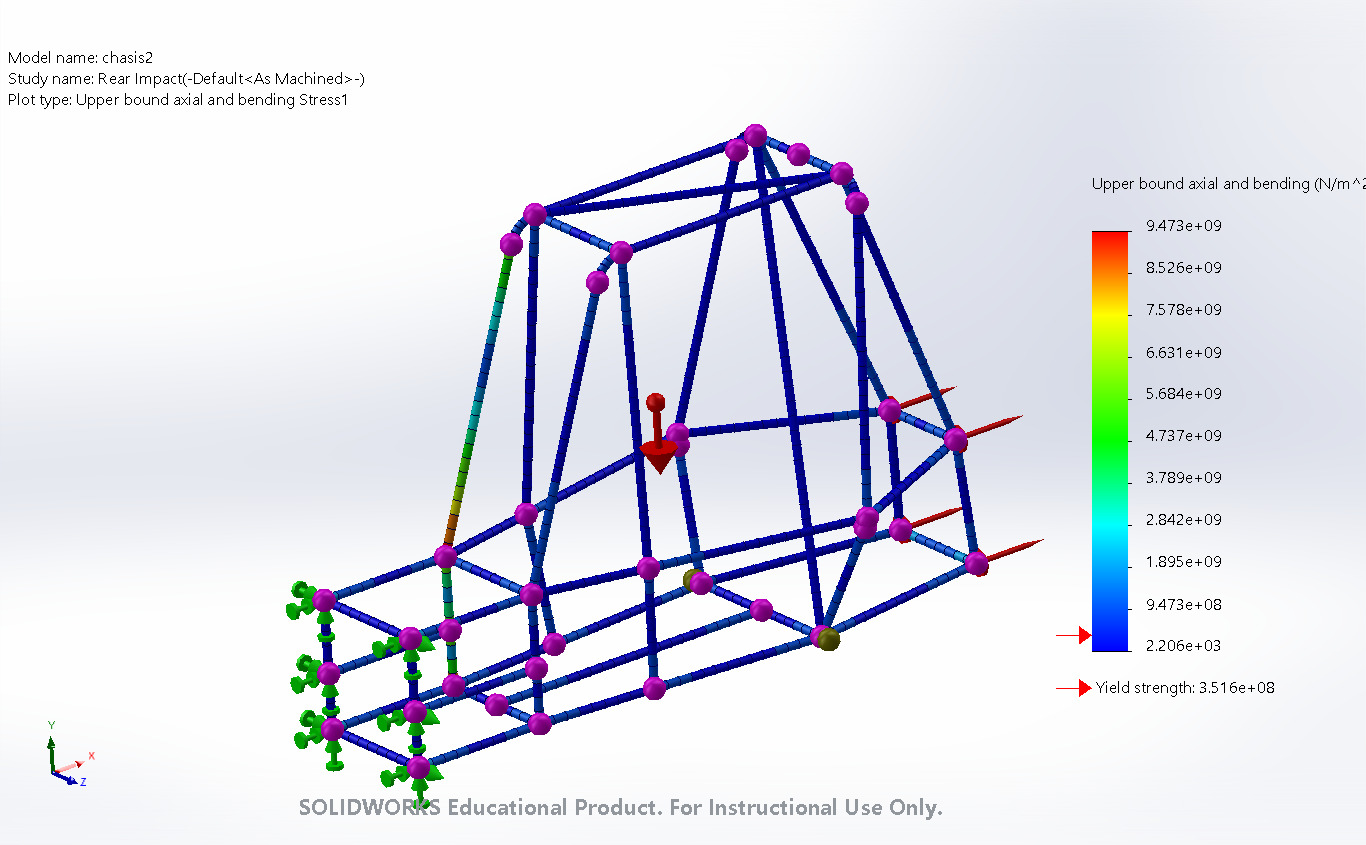 Model name: chasis2
Study name: Rear Impact(-Default<As Machined>-)
Plot type: Upper bound axial and bending Stress1
Upper bound axial and bending (N/m^2
9.473e+09
8.526e+09
7.578e+09
6.631e+09
5.684e+09
4.737e+09
3.789e+09
2.842e+09
1.895e+09
9.473e+08
2.206e+03
Yield strength: 3.516e+08
Y
X
Z
SOLIDWORKS Educational Product. For Instructional Use Only.